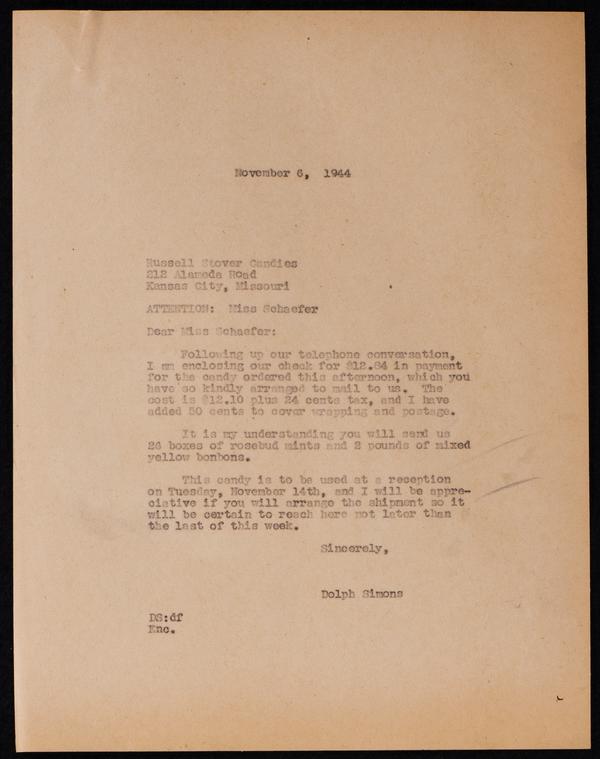 November 6, 1944
Russell Stover Candies
212 Alameda Road
Kansas City, Missouri
ATTENTION: Miss Schaefer
Dear Miss Schaefer:
Following up our telephone conversation,
I am enclosing our check for $12.84 in payment
for the candy ordered this afternoon, which you
have so kindly arranged to mail to us. The
cost is $12.10 plus 24 cents tax, and I have
added 50 cents to cover wrapping and postage.
It is my understanding you will send us
26 boxes of rosebud mints and 2 pounds of mixed
yellow bonbons.
This candy is to be used at a reception
on Tuesday, November 14th, and I will be appre-
ciative if you will arrange the shipment so it
will be certain to reach here not later than
the last of this week.
Sincerely,
Dolph Simons
DS:df
Enc.